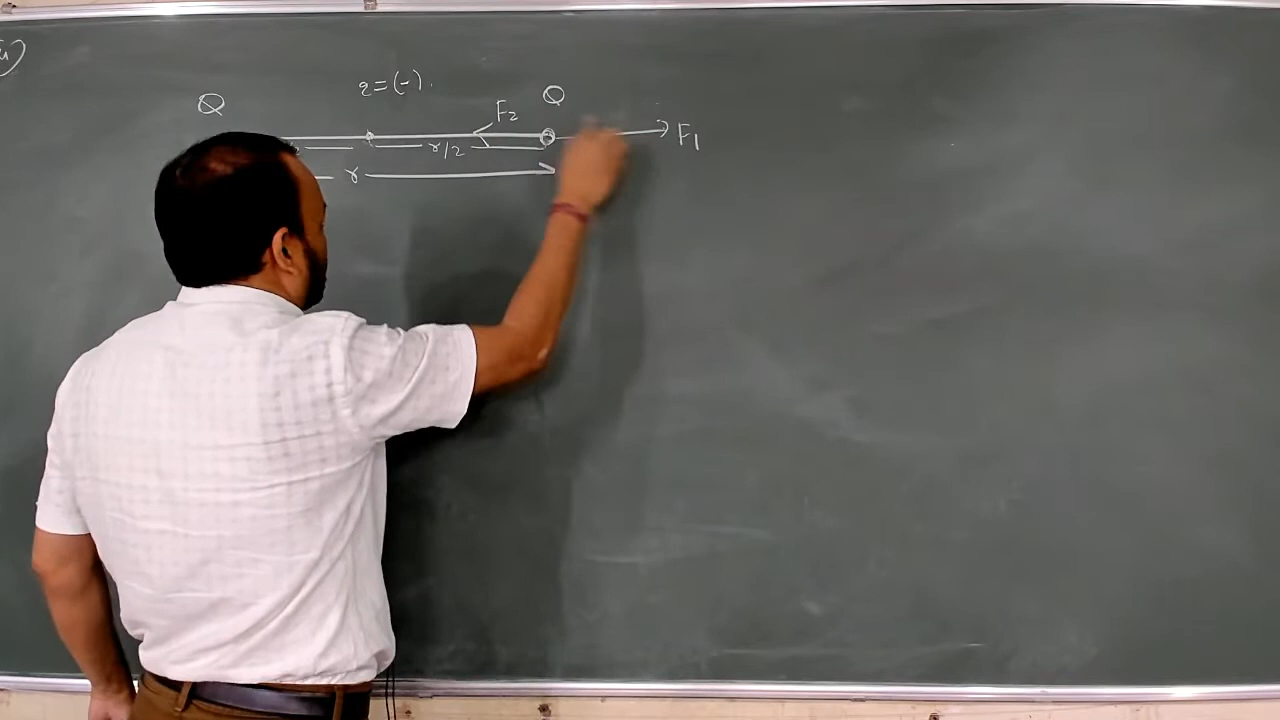 q = (-).
Q Q
F₂
F₁
r/2
r